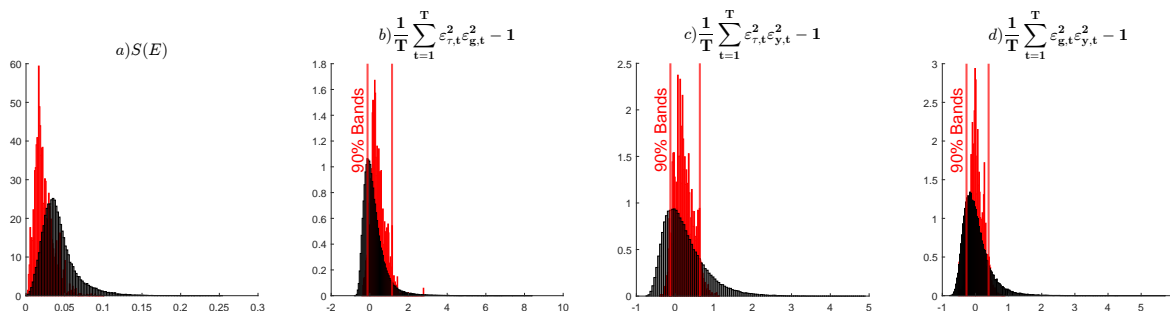 a)S(E)
b) 1/T ∑_{t=1}^{T} ε²_{τ,t} ε²_{g,t} − 1
c) 1/T ∑_{t=1}^{T} ε²_{τ,t} ε²_{y,t} − 1
d) 1/T ∑_{t=1}^{T} ε²_{g,t} ε²_{y,t} − 1
60
50
40
30
20
10
0
0 0.05 0.1 0.15 0.2 0.25 0.3
90% Bands
1.8
1.6
1.4
1.2
1
0.8
0.6
0.4
0.2
0
-2 0 2 4 6 8 10
90% Bands
2.5
2
1.5
1
0.5
0
-1 0 1 2 3 4 5
90% Bands
3
2.5
2
1.5
1
0.5
0
-1 0 1 2 3 4 5